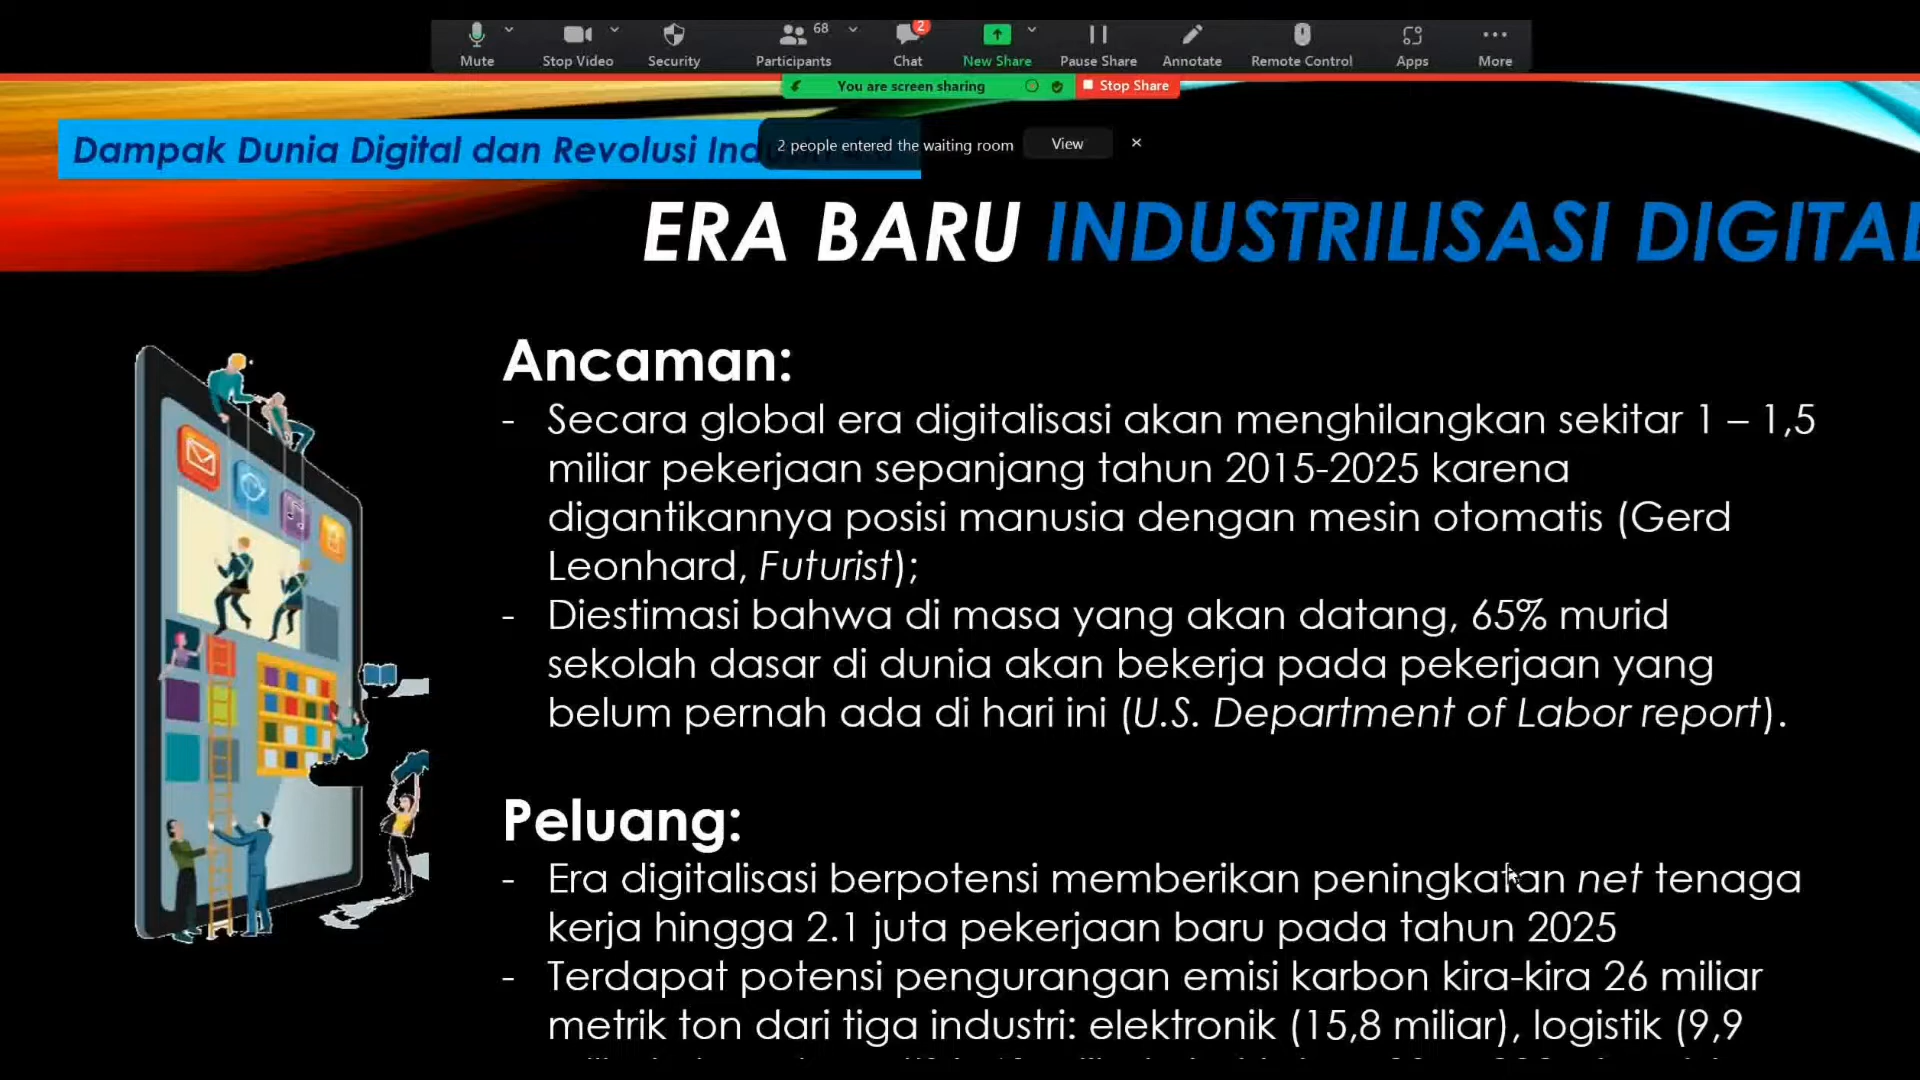 Mute
Stop Video
Security
Participants
68
Chat
2
New Share
Pause Share
Annotate
Remote Control
Apps
More
You are screen sharing
Stop Share
Dampak Dunia Digital dan Revolusi
2 people entered the waiting room
View
ERA BARU INDUSTRILISASI DIGITAL
Ancaman:
- Secara global era digitalisasi akan menghilangkan sekitar 1 – 1,5
miliar pekerjaan sepanjang tahun 2015-2025 karena
digantikannya posisi manusia dengan mesin otomatis (Gerd
Leonhard, Futurist);
- Diestimasi bahwa di masa yang akan datang, 65% murid
sekolah dasar di dunia akan bekerja pada pekerjaan yang
belum pernah ada di hari ini (U.S. Department of Labor report).
Peluang:
- Era digitalisasi berpotensi memberikan peningkatan net tenaga
kerja hingga 2.1 juta pekerjaan baru pada tahun 2025
- Terdapat potensi pengurangan emisi karbon kira-kira 26 miliar
metrik ton dari tiga industri: elektronik (15,8 miliar), logistik (9,9